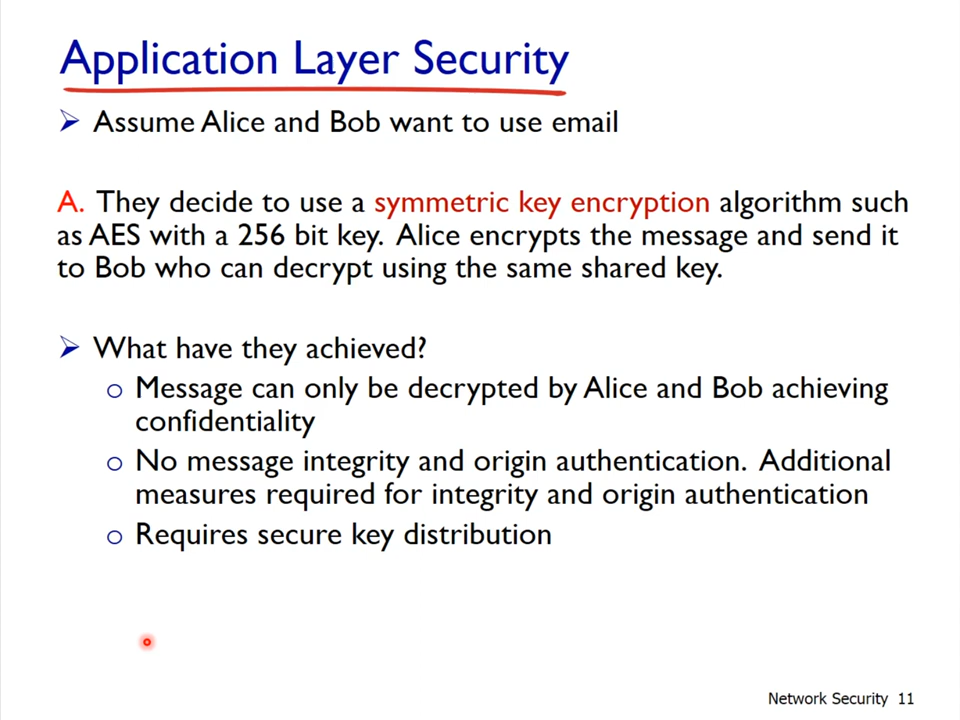 Application Layer Security
Assume Alice and Bob want to use email
A. They decide to use a symmetric key encryption algorithm such
as AES with a 256 bit key. Alice encrypts the message and send it
to Bob who can decrypt using the same shared key.
What have they achieved?
Message can only be decrypted by Alice and Bob achieving
confidentiality
No message integrity and origin authentication. Additional
measures required for integrity and origin authentication
Requires secure key distribution
Network Security 11